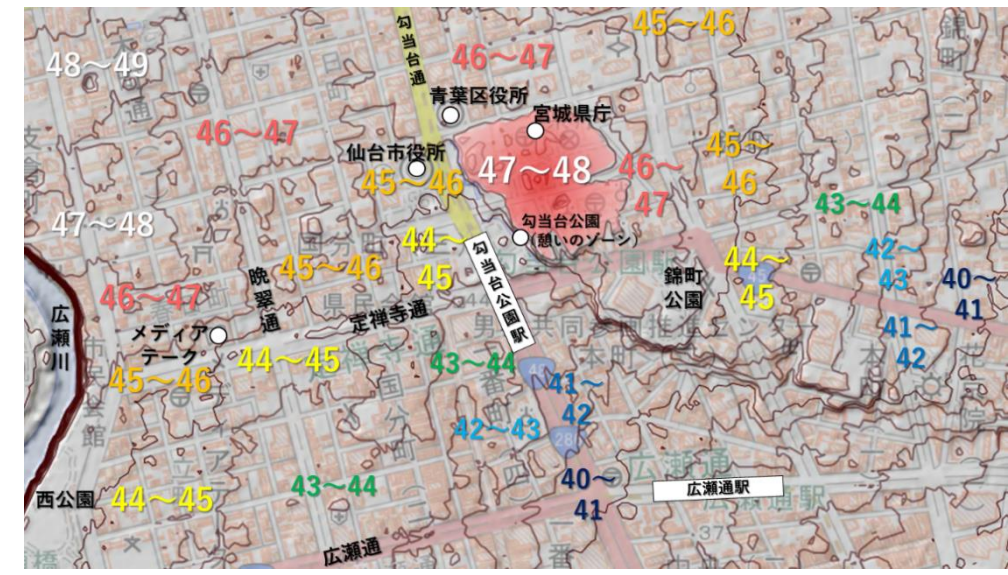 45～46
勾当台通
46～47
48～49
青葉区役所
宮城県庁
46～47
仙台市役所
47～48
45～46
46～
47
45～
46
43～44
47～48
勾当台公園
(憩いのゾーン)
44～
45
勾当台公園駅
42～
43
45～46
晩翠通
錦町
公園
44～
45
40～
41
46～47
広瀬川
定禅寺通
メディア
テーク
41～
42
44～45
43～44
45～46
41～
42
42～43
西公園
44～45
43～44
40～
41
広瀬通駅
広瀬通